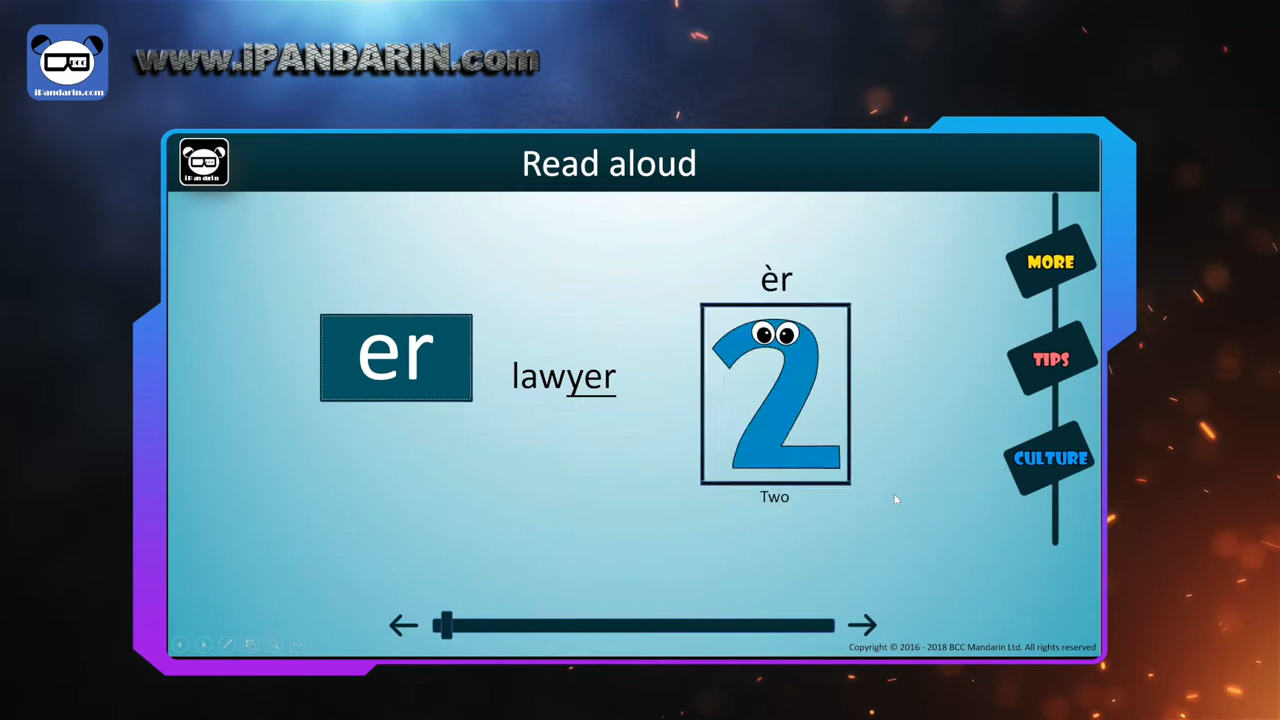 iPandarin.com
www.iPANDARIN.com
iPandarin
Read aloud
MORE
èr
er
lawyer
TIPS
CULTURE
Two
Copyright © 2016 - 2018 BCC Mandarin Ltd. All rights reserved